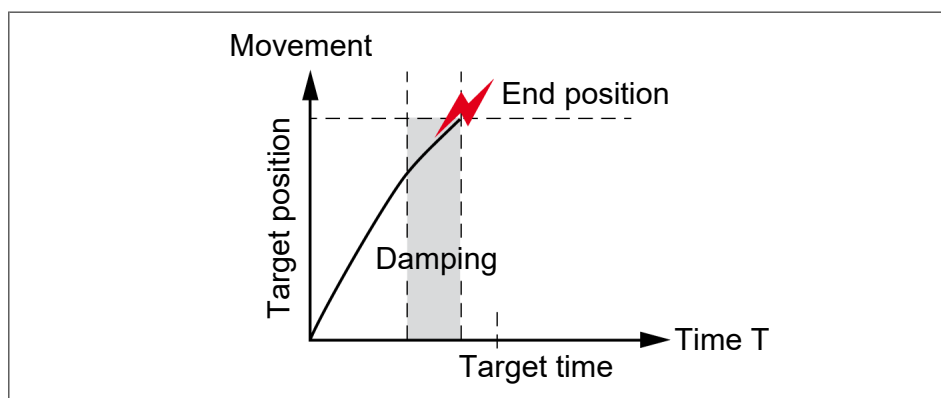 Movement
End position
Target position
Damping
Time T
Target time